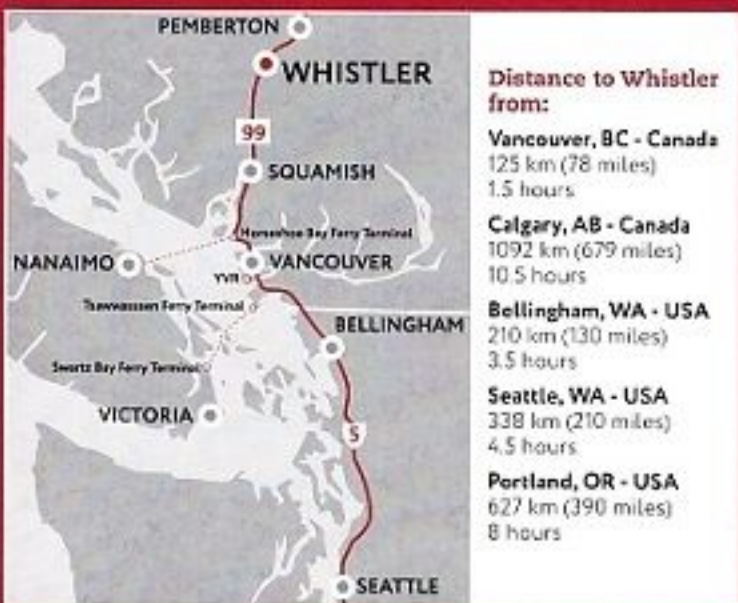 PEMBERTON
WHISTLER
99
SQUAMISH
Horseshoe Bay Ferry Terminal
NANAIMO
VANCOUVER
YVR
Tsawwassen Ferry Terminal
BELLINGHAM
Swartz Bay Ferry Terminal
VICTORIA
5
SEATTLE
Distance to Whistler
from:
Vancouver, BC - Canada
125 km (78 miles)
1.5 hours
Calgary, AB - Canada
1092 km (679 miles)
10.5 hours
Bellingham, WA - USA
210 km (130 miles)
3.5 hours
Seattle, WA - USA
338 km (210 miles)
4.5 hours
Portland, OR - USA
627 km (390 miles)
8 hours